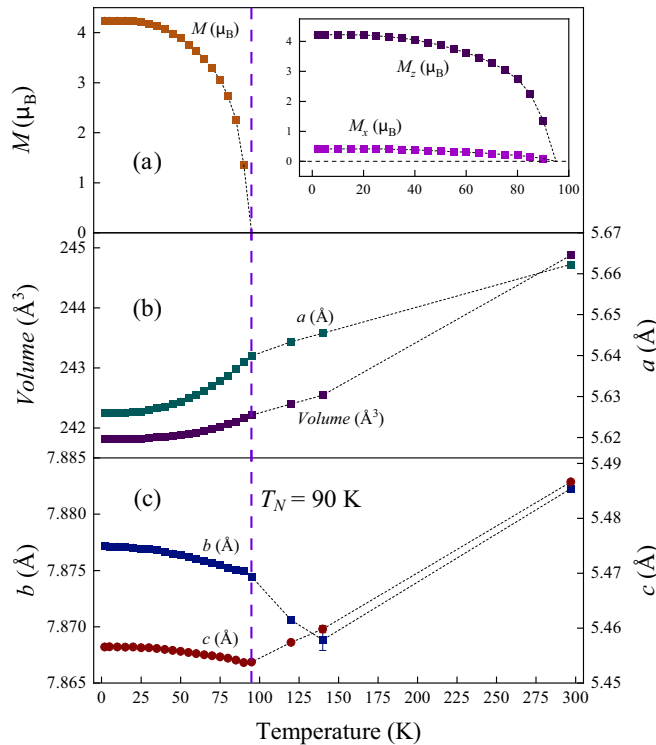 M (μB)
4
3
2
1
0
M (μB)
(a)
4
3
2
1
0
Mz (μB)
Mx (μB)
0 20 40 60 80 100
Volume (Å³)
245
244
243
242
(b)
a (Å)
Volume (Å³)
5.67
5.66
5.65
5.64
5.63
5.62
a (Å)
b (Å)
7.885
7.880
7.875
7.870
7.865
(c)
TN = 90 K
b (Å)
c (Å)
5.49
5.48
5.47
5.46
5.45
c (Å)
0 25 50 75 100 125 150 175 200 225 250 275 300
Temperature (K)